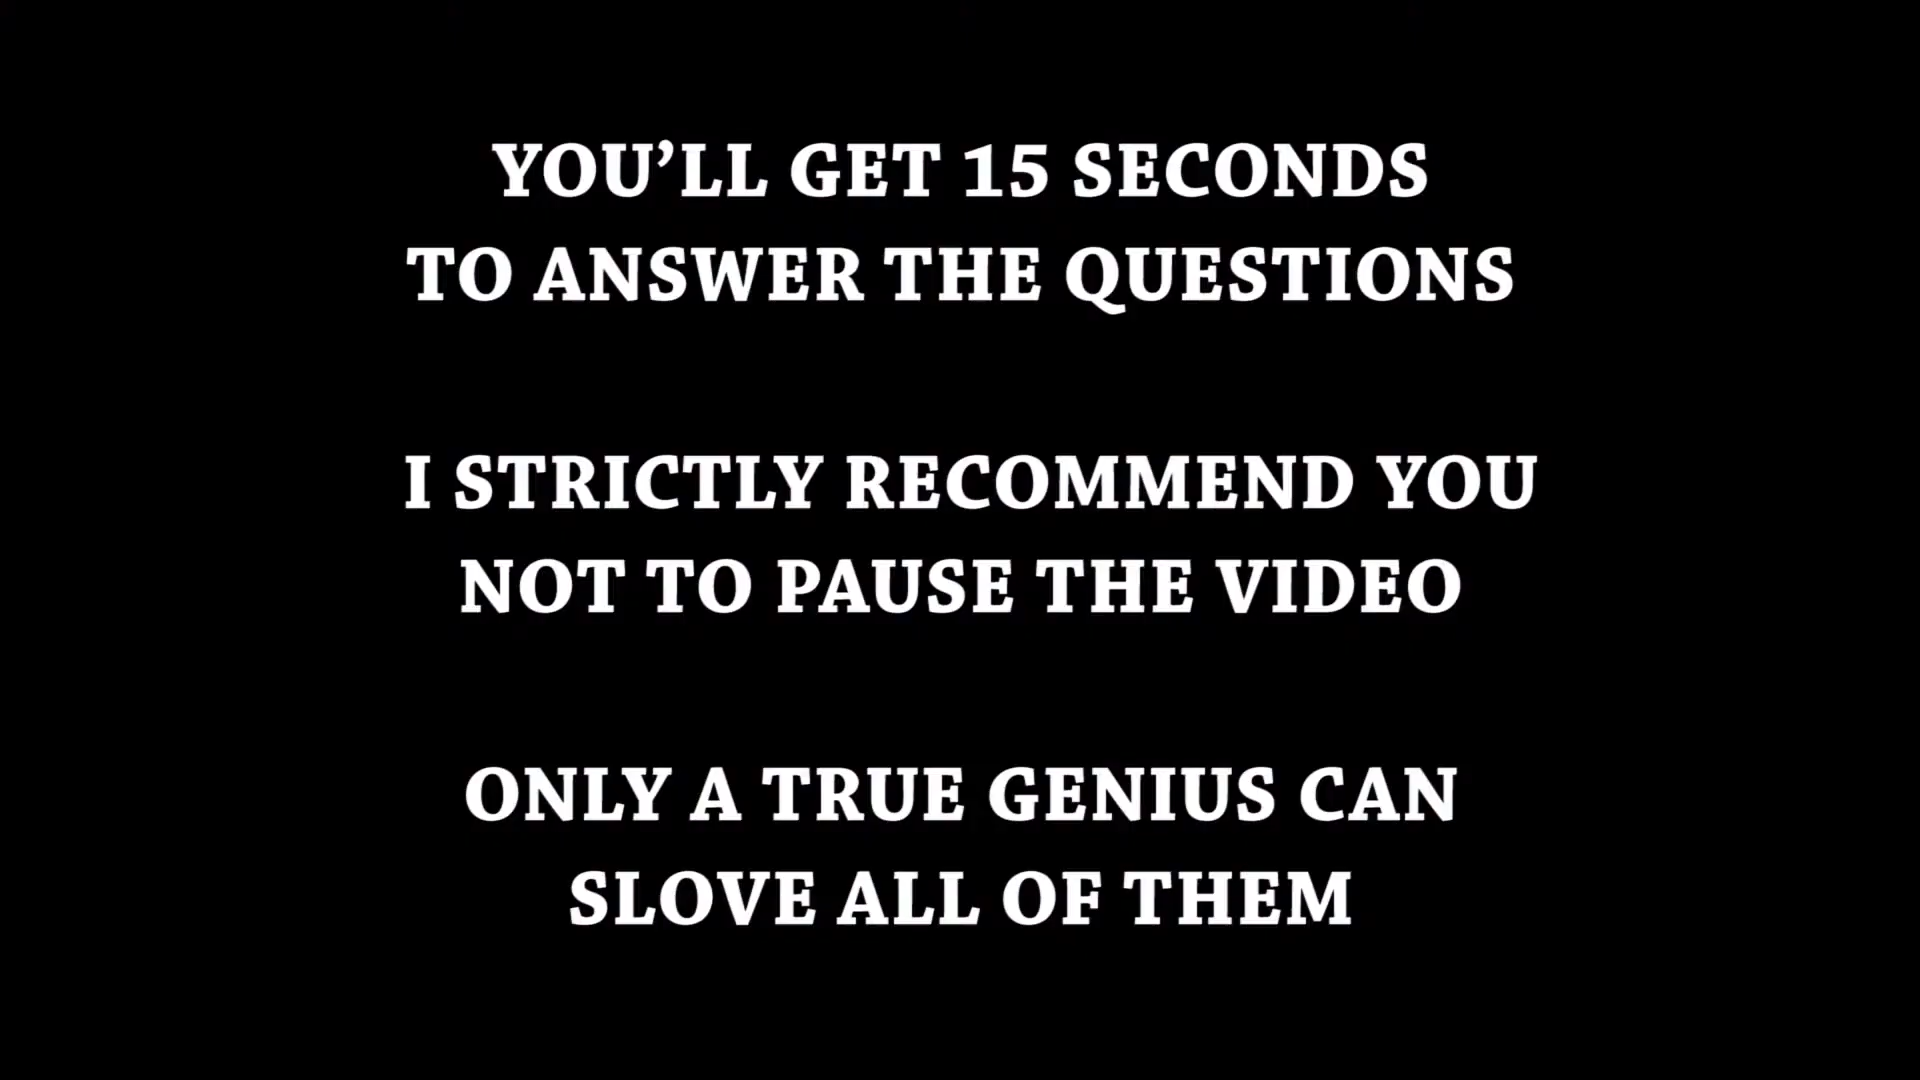 YOU’LL GET 15 SECONDS
TO ANSWER THE QUESTIONS
I STRICTLY RECOMMEND YOU
NOT TO PAUSE THE VIDEO
ONLY A TRUE GENIUS CAN
SLOVE ALL OF THEM